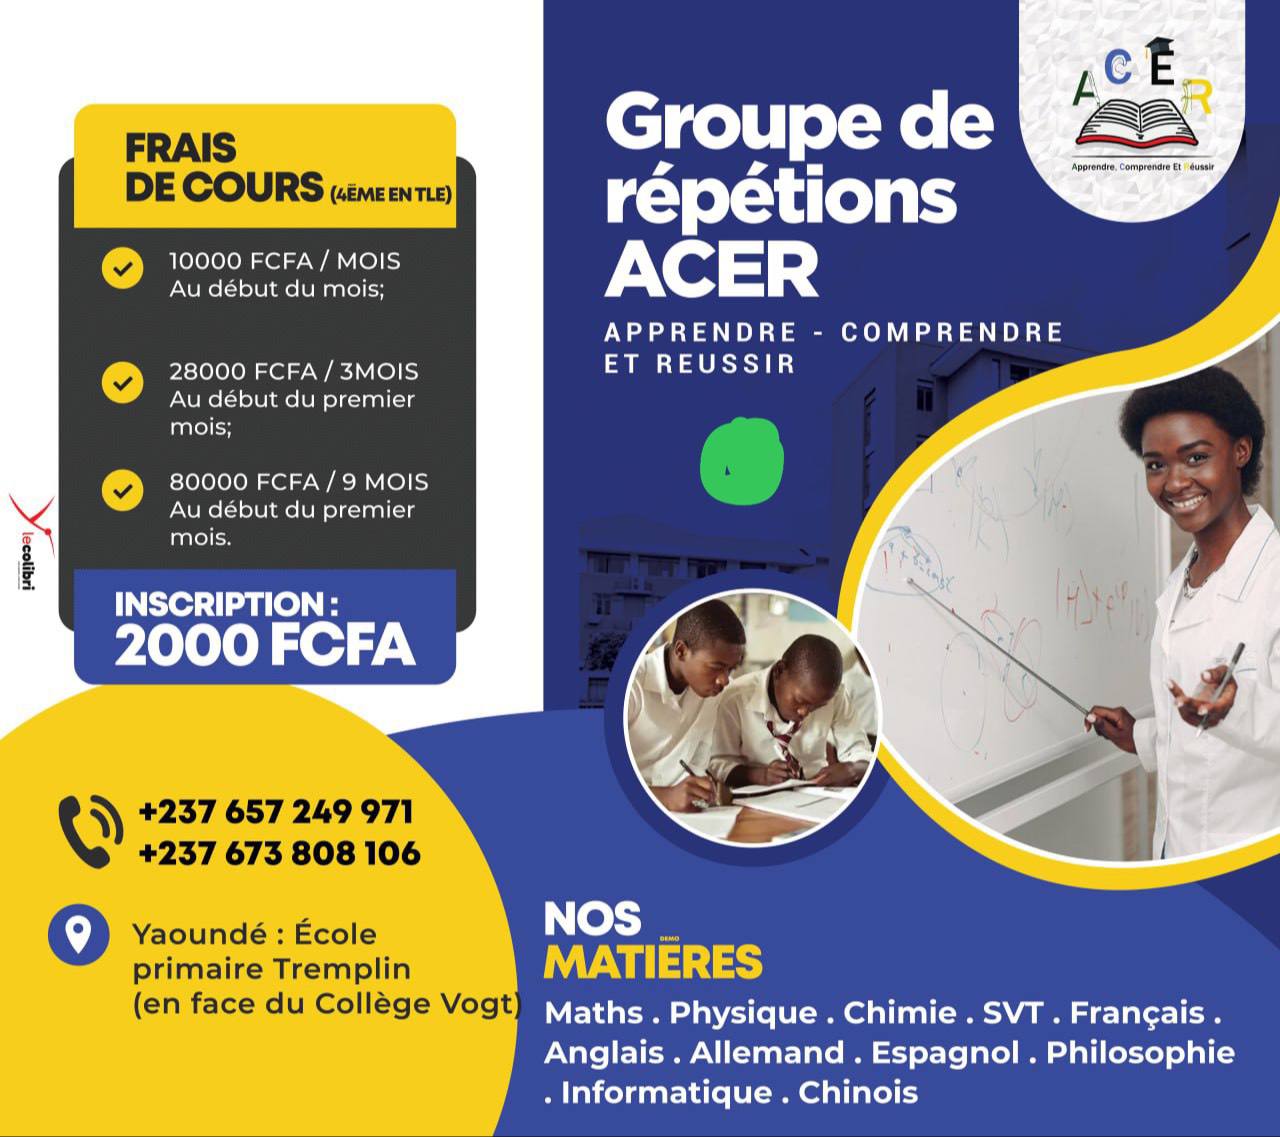 FRAIS
DE COURS (4ÈME EN TLE)
10000 FCFA / MOIS
Au début du mois;
28000 FCFA / 3MOIS
Au début du premier
mois;
80000 FCFA / 9 MOIS
Au début du premier
mois.
INSCRIPTION :
2000 FCFA
lecolibri
+237 657 249 971
+237 673 808 106
Yaoundé : École
primaire Tremplin
(en face du Collège Vogt)
Groupe de
répétions
ACER
APPRENDRE - COMPRENDRE
ET REUSSIR
ACER
Apprendre, Comprendre Et Réussir
NOS
DEMO
MATIÈRES
Maths . Physique . Chimie . SVT . Français .
Anglais . Allemand . Espagnol . Philosophie
. Informatique . Chinois